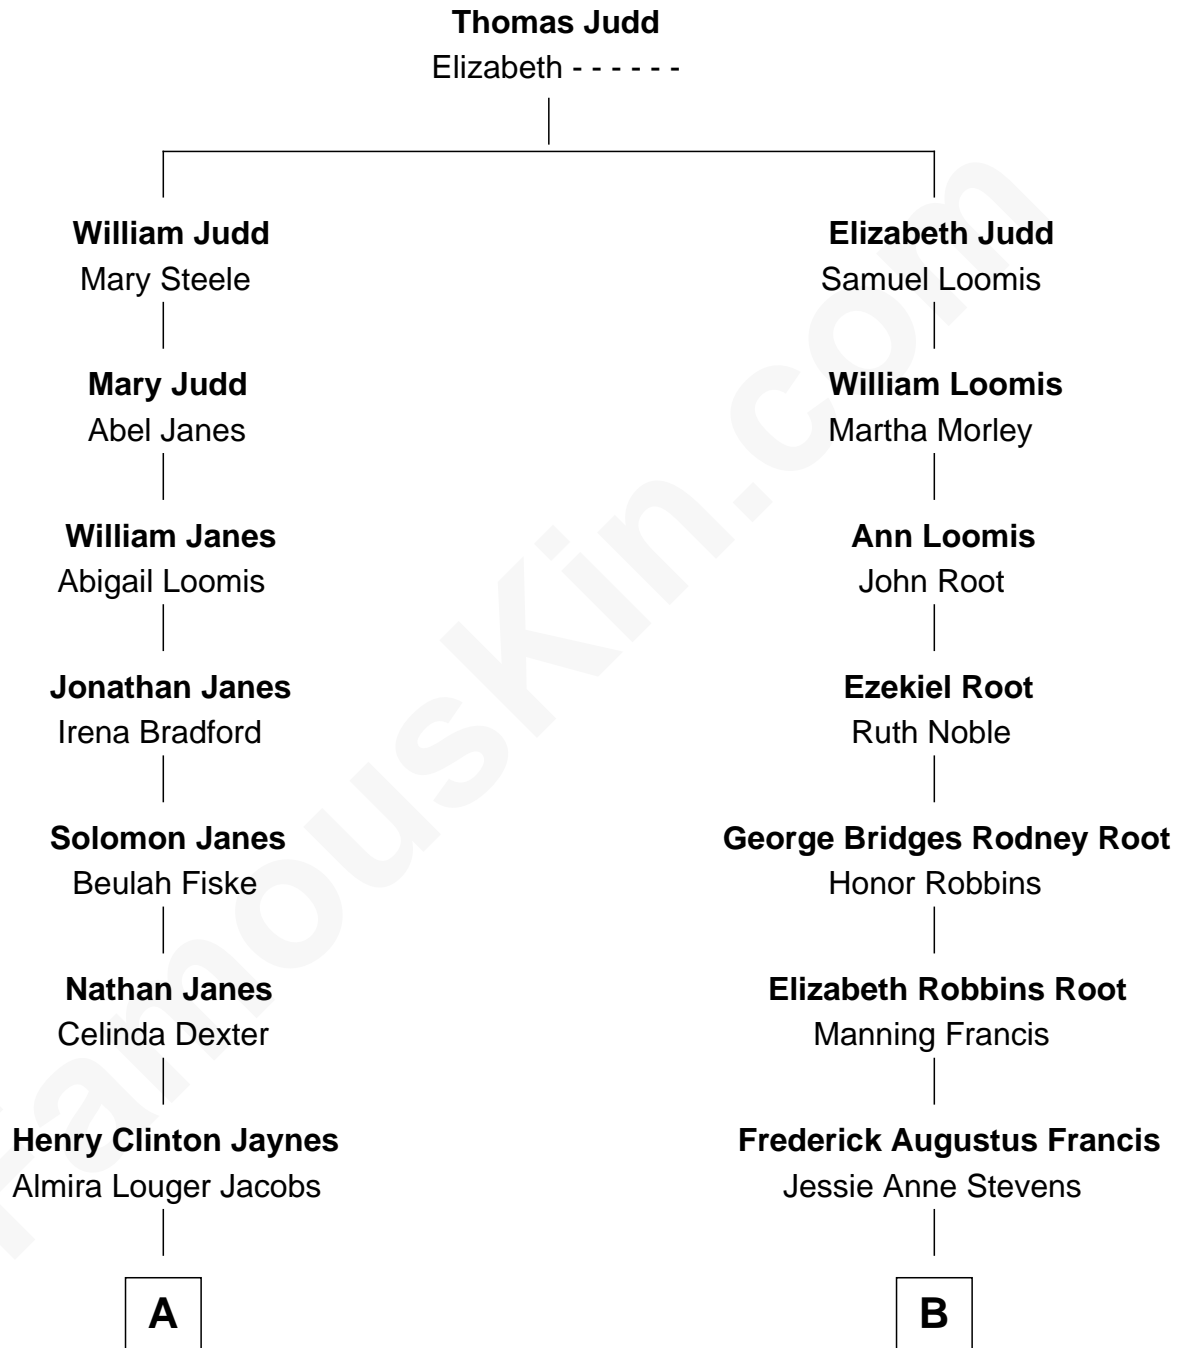 Thomas Judd
Elizabeth - - - - - -
William Judd
Mary Steele
Elizabeth Judd
Samuel Loomis
Mary Judd
Abel Janes
William Loomis
Martha Morley
William Janes
Abigail Loomis
Ann Loomis
John Root
Jonathan Janes
Irena Bradford
Ezekiel Root
Ruth Noble
Solomon Janes
Beulah Fiske
George Bridges Rodney Root
Honor Robbins
Nathan Janes
Celinda Dexter
Elizabeth Robbins Root
Manning Francis
Henry Clinton Jaynes
Almira Louger Jacobs
Frederick Augustus Francis
Jessie Anne Stevens
A
B
FamousKin.com